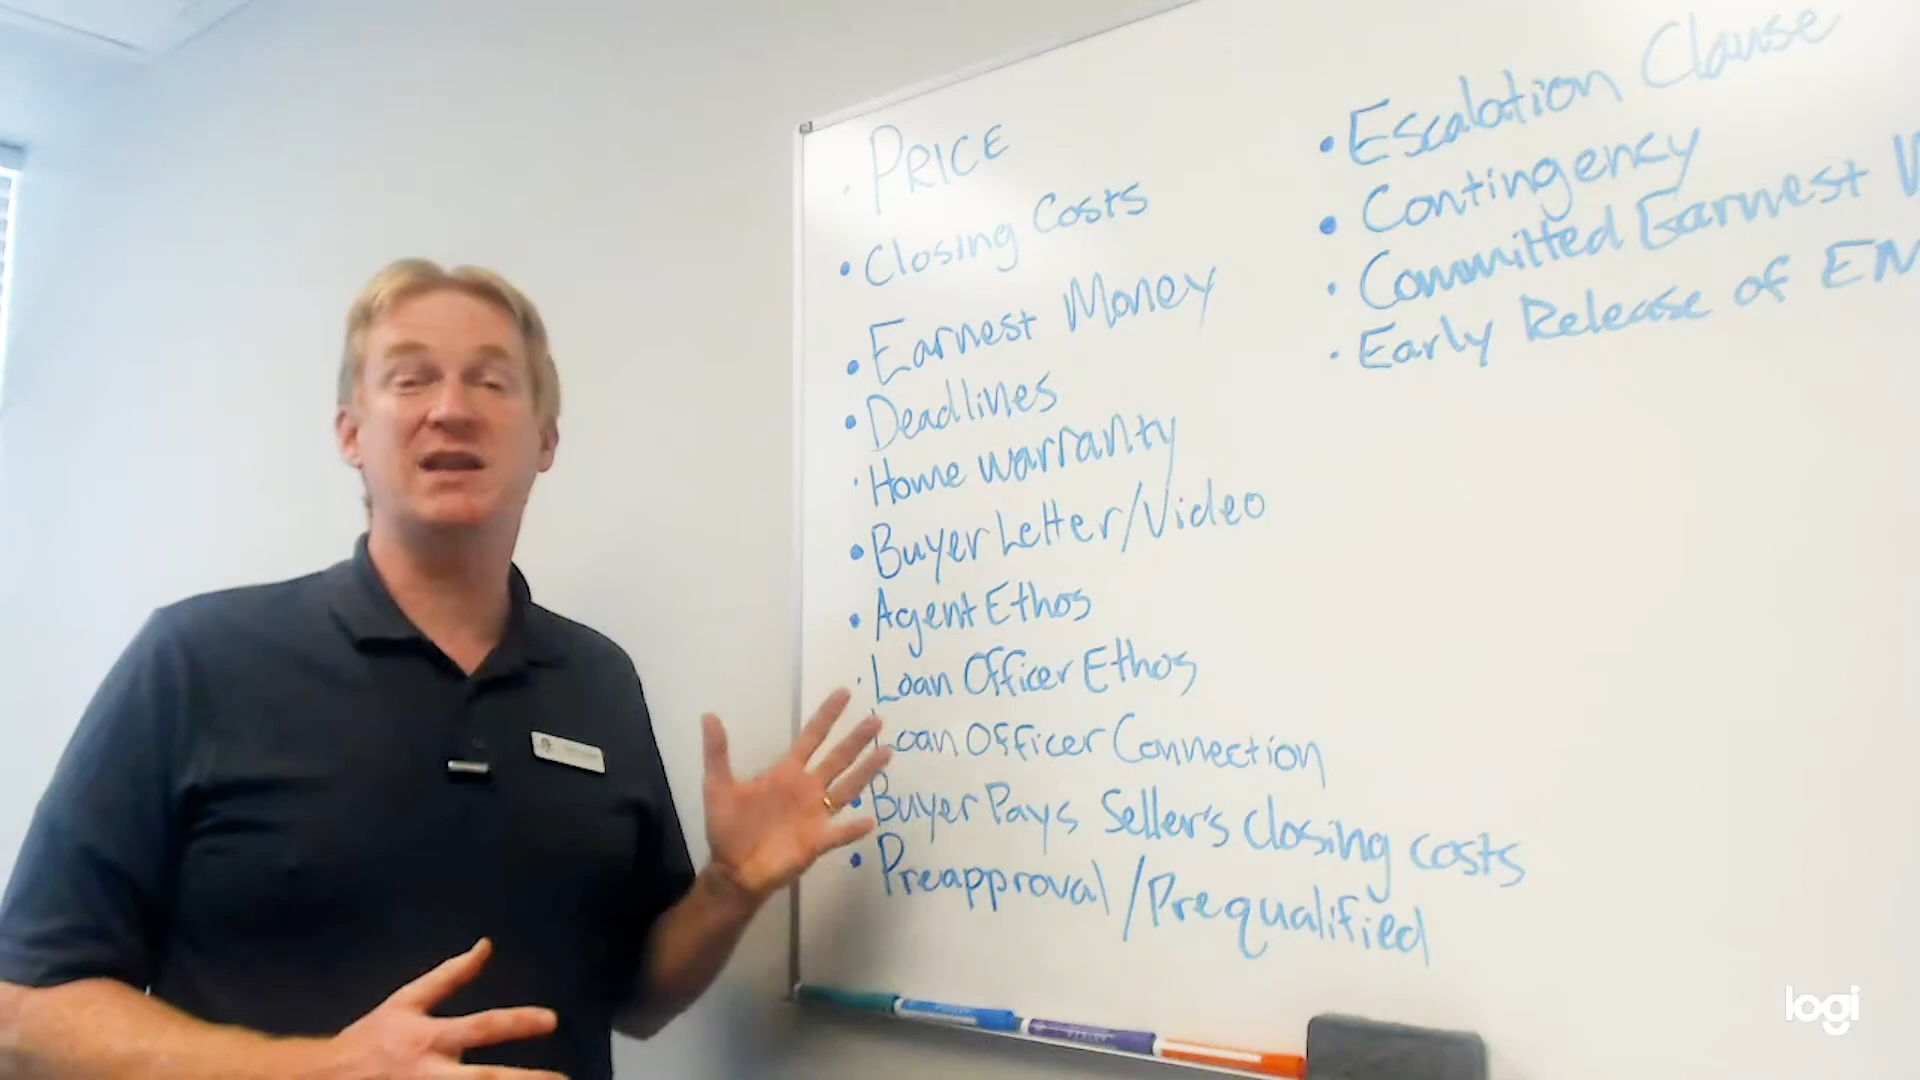 PRICE
Closing Costs
Earnest Money
Deadlines
Home Warranty
Buyer Letter/Video
Agent Ethos
Loan Officer Ethos
Loan Officer Connection
Buyer Pays Seller's Closing Costs
Preapproval/Prequalified
Escalation Clause
Contingency
Committed Earnest
Early Release of EM
logi